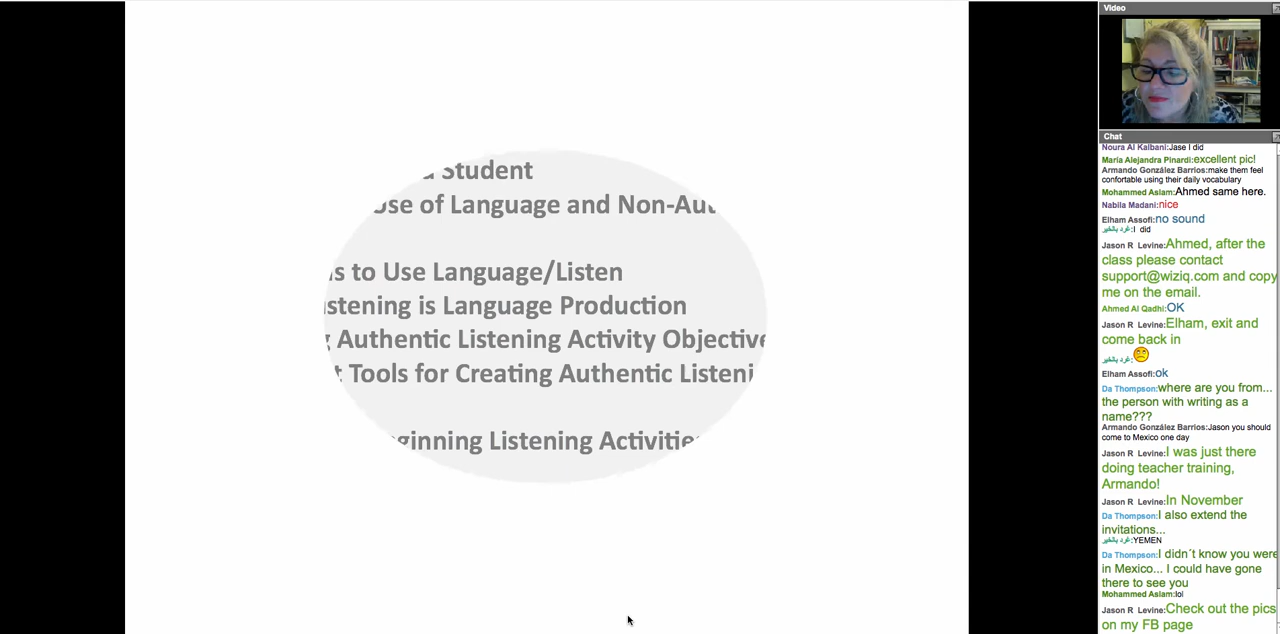 Student
of Language and
to Use Language/Listen
is Language Production
Authentic Listening Activity
Tools for Creating Authentic
Listening
Video
Chat
Noura Al Kalbani:Jase I did
María Alejandra Pinardi:excellent pic!
Armando González Barrios:make them feel
confortable using their daily vocabulary
Mohammed Aslam:Ahmed same here.
Nabila Madani:nice
Elham Assofi:no sound
غرد بالخير:I did
Jason R Levine:Ahmed, after the
class please contact
support@wiziq.com and copy
me on the email.
Ahmed Al Qadhi:OK
Jason R Levine:Elham, exit and
come back in
غرد بالخير:
Elham Assofi:ok
Da Thompson:where are you from...
the person with writing as a
name???
Armando González Barrios:Jason you should
come to Mexico one day
Jason R Levine:I was just there
doing teacher training,
Armando!
Jason R Levine:In November
Da Thompson:I also extend the
invitations...
غرد بالخير:YEMEN
Da Thompson:I didn´t know you were
in Mexico... I could have gone
there to see you
Mohammed Aslam:lol
Jason R Levine:Check out the pics
on my FB page